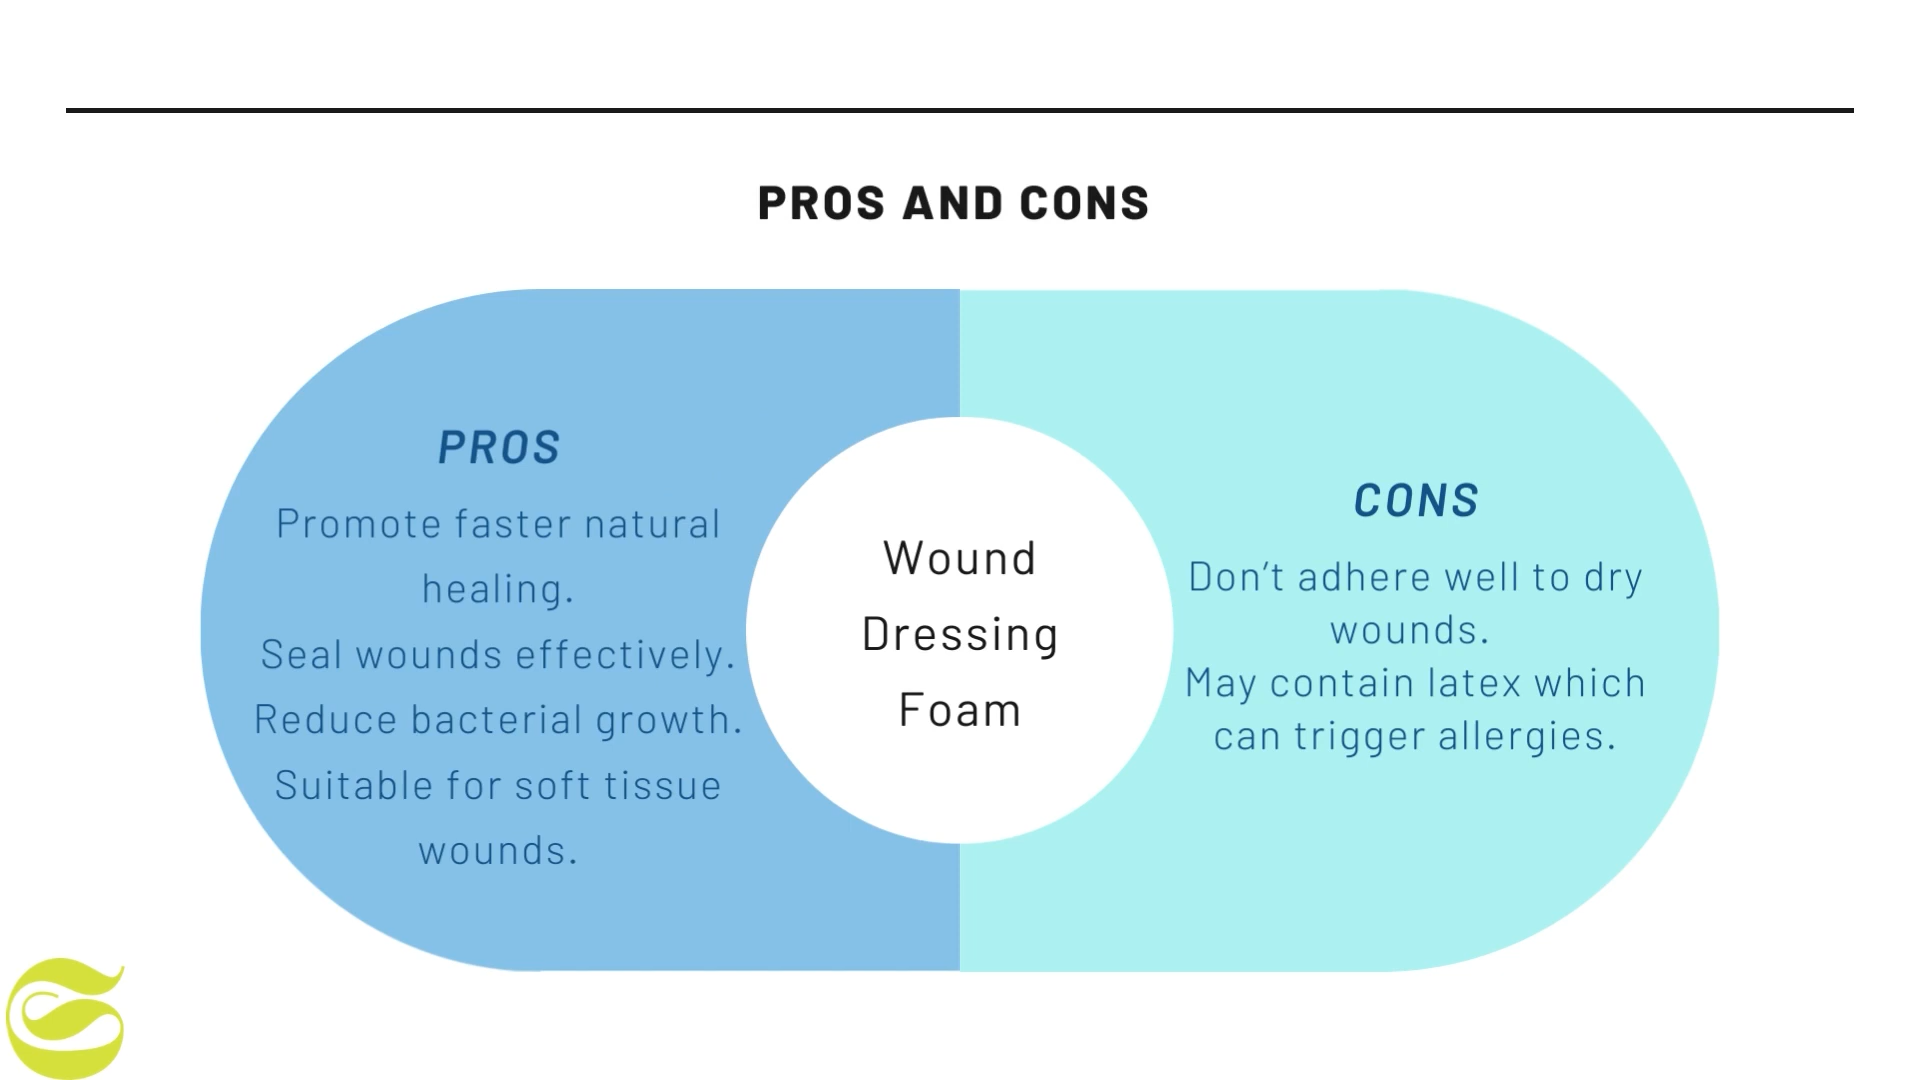 PROS AND CONS
PROS
Promote faster natural
healing.
Seal wounds effectively.
Reduce bacterial growth.
Suitable for soft tissue
wounds.
Wound
Dressing
Foam
CONS
Don’t adhere well to dry
wounds.
May contain latex which
can trigger allergies.